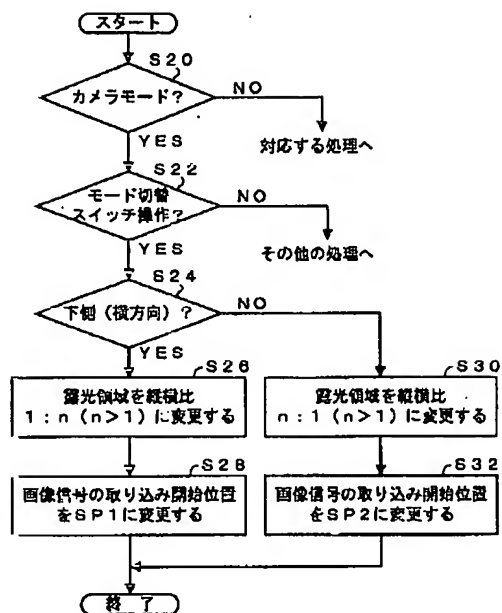 スタート
S20
カメラモード？
NO
YES
対応する処理へ
S22
モード切替
スイッチ操作？
NO
YES
その他の処理へ
S24
下側（横方向）？
NO
YES
S26
露光領域を縦横比
1：n（n＞1）に変更する
S30
露光領域を縦横比
n：1（n＞1）に変更する
S28
画像信号の取り込み開始位置
をSP1に変更する
S32
画像信号の取り込み開始位置
をSP2に変更する
終了